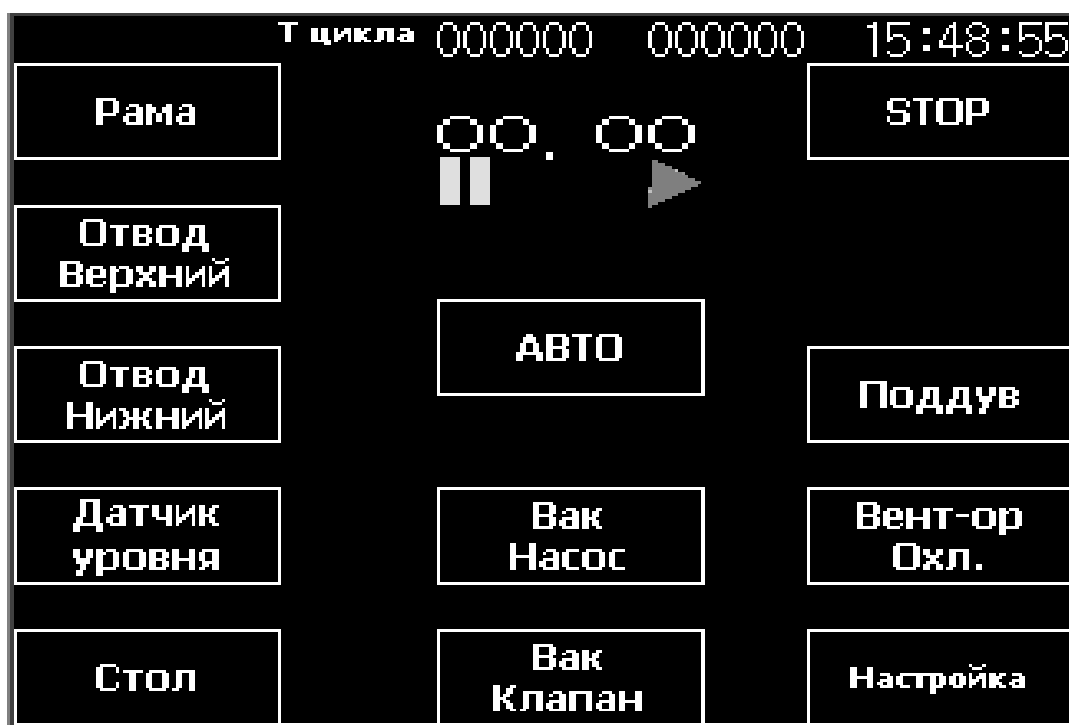 Т цикла 000000 000000 15:48:55
Рама
00.00
STOP
Отвод
Верхний
АВТО
Отвод
Нижний
Поддув
Датчик
уровня
Вак
Насос
Вент-ор
Охл.
Стол
Вак
Клапан
Настройка